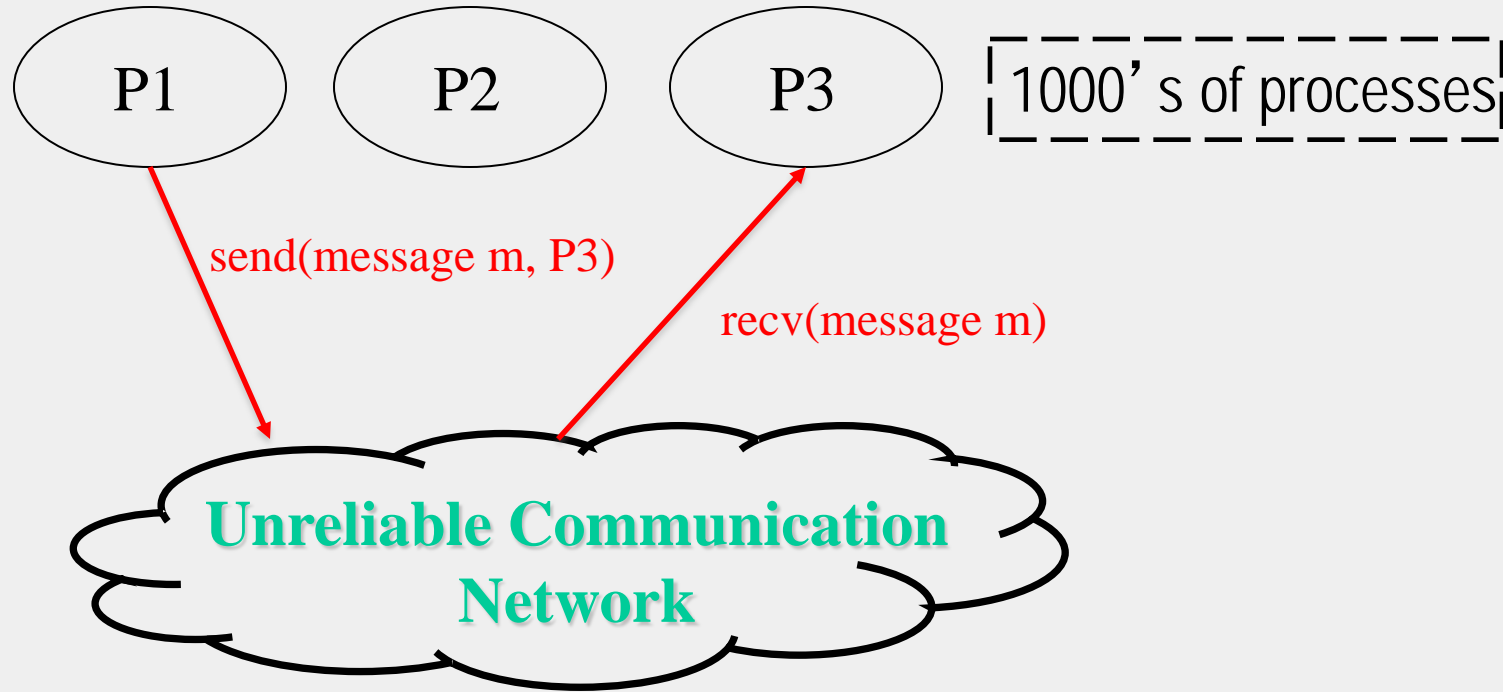 P1
P2
P3
1000's of processes
send(message m, P3)
recv(message m)
Unreliable Communication
Network